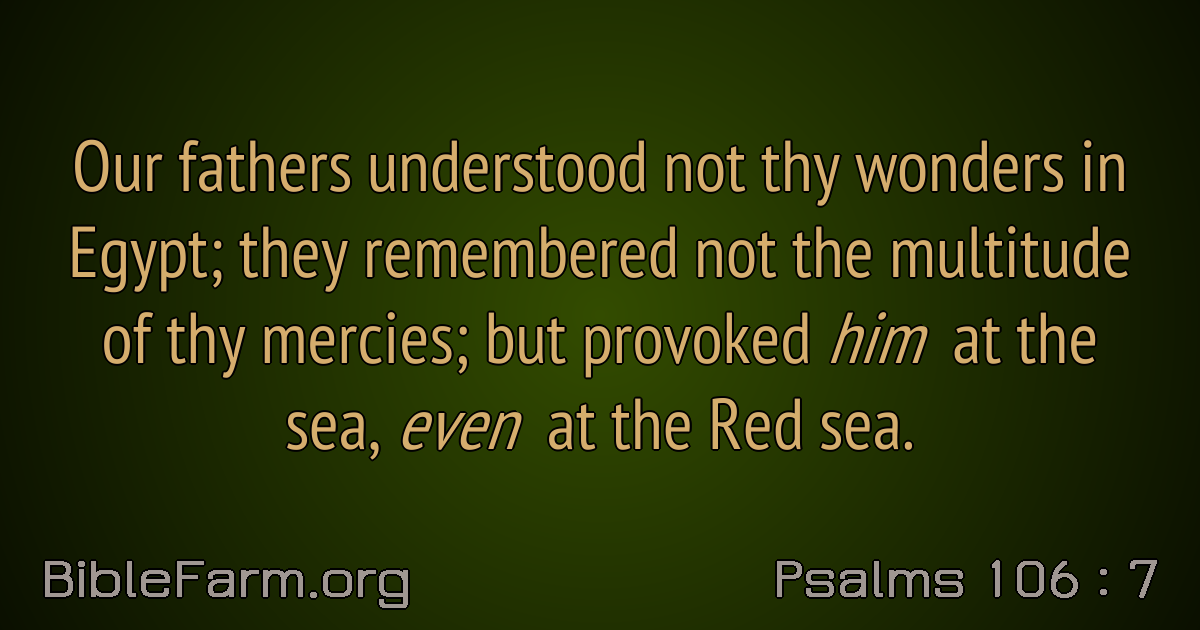 Our fathers understood not thy wonders in
Egypt; they remembered not the multitude
of thy mercies; but provoked him at the
sea, even at the Red sea.
BibleFarm.org
Psalms 106 : 7